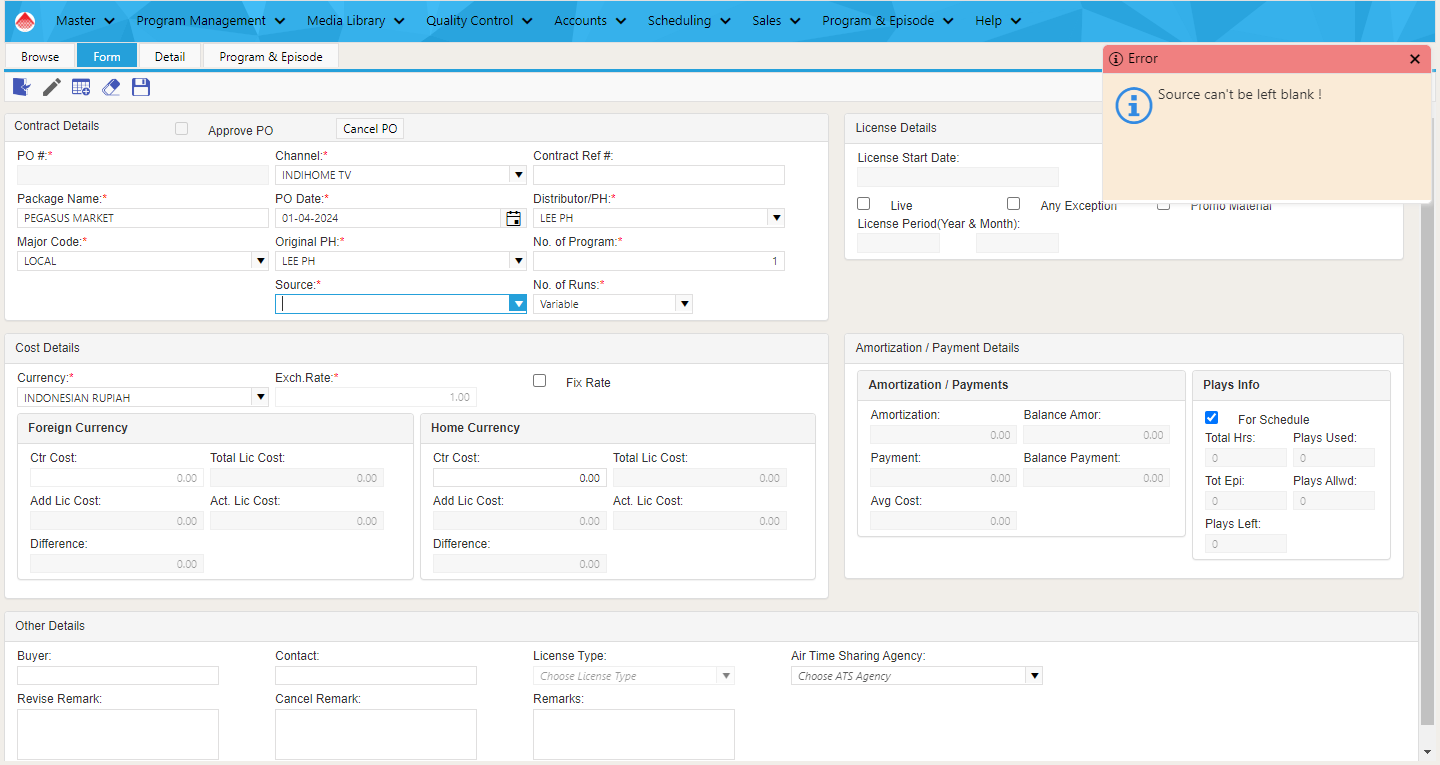 Master Program Management Media Library Quality Control Accounts Scheduling Sales Program & Episode Help
Browse Form Detail Program & Episode
Error
Source can't be left blank !
Contract Details Approve PO Cancel PO
PO #:* Channel:* Contract Ref #:
INDIHOME TV
Package Name:* PO Date:* Distributor/PH:*
PEGASUS MARKET 01-04-2024 LEE PH
Major Code:* Original PH:* No. of Program:*
LOCAL LEE PH 1
Source:* No. of Runs:*
Variable
License Details
License Start Date:
Live Any Exception Promo Material
License Period(Year & Month):
Cost Details
Currency:* Exch.Rate:* Fix Rate
INDONESIAN RUPIAH 1.00
Foreign Currency
Ctr Cost: Total Lic Cost:
0.00 0.00
Add Lic Cost: Act. Lic Cost:
0.00 0.00
Difference:
0.00
Home Currency
Ctr Cost: Total Lic Cost:
0.00 0.00
Add Lic Cost: Act. Lic Cost:
0.00 0.00
Difference:
0.00
Amortization / Payment Details
Amortization / Payments
Amortization: Balance Amor:
0.00 0.00
Payment: Balance Payment:
0.00 0.00
Avg Cost:
0.00
Plays Info
For Schedule
Total Hrs: Plays Used:
0 0
Tot Epi: Plays Allwd:
0 0
Plays Left:
0
Other Details
Buyer: Contact: License Type: Air Time Sharing Agency:
Choose License Type Choose ATS Agency
Revise Remark: Cancel Remark: Remarks: